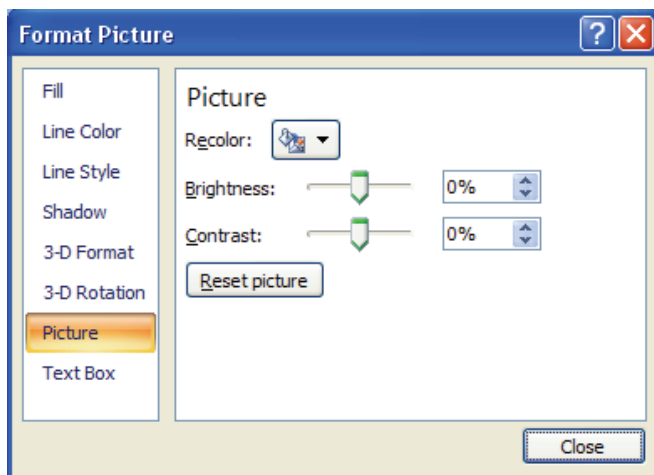 Format Picture
?
Fill
Line Color
Line Style
Shadow
3-D Format
3-D Rotation
Picture
Text Box
Picture
Recolor:
Brightness:
0%
Contrast:
0%
Reset picture
Close